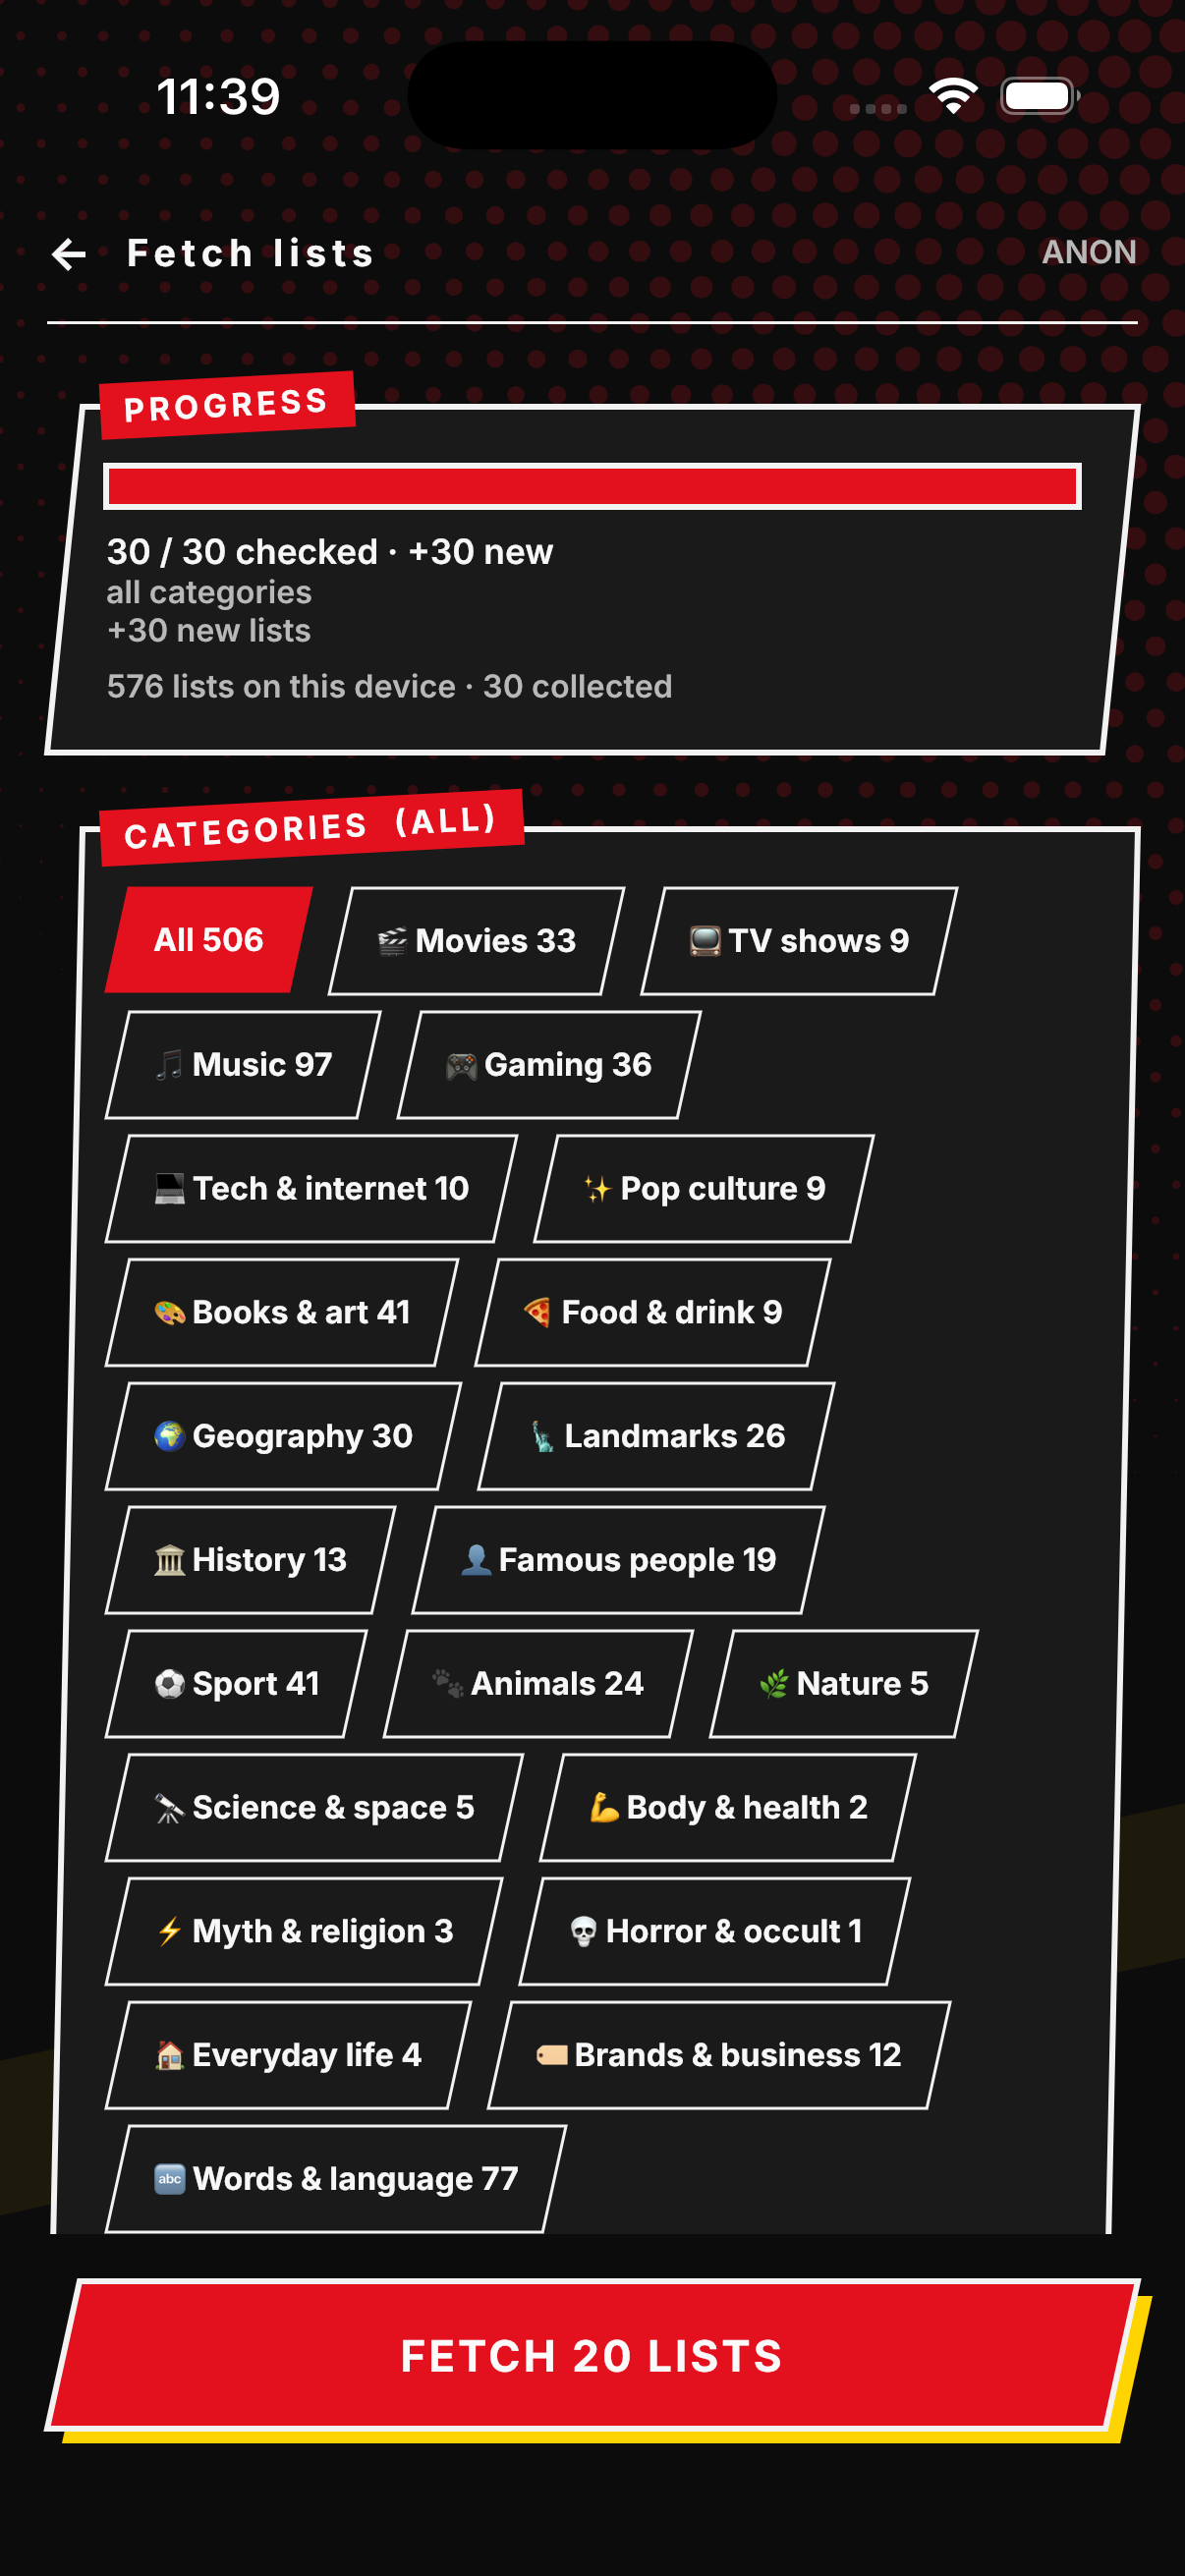 11:39
← Fetch lists
ANON
PROGRESS
30 / 30 checked · +30 new
all categories
+30 new lists
576 lists on this device · 30 collected
CATEGORIES (ALL)
All 506
🎬 Movies 33
📺 TV shows 9
🎵 Music 97
🎮 Gaming 36
💻 Tech & internet 10
✨ Pop culture 9
🎨 Books & art 41
🍕 Food & drink 9
🌍 Geography 30
🗽 Landmarks 26
🏛️ History 13
👤 Famous people 19
⚽ Sport 41
🐾 Animals 24
🌿 Nature 5
🔭 Science & space 5
💪 Body & health 2
⚡ Myth & religion 3
💀 Horror & occult 1
🏠 Everyday life 4
🏷️ Brands & business 12
🔤 Words & language 77
FETCH 20 LISTS